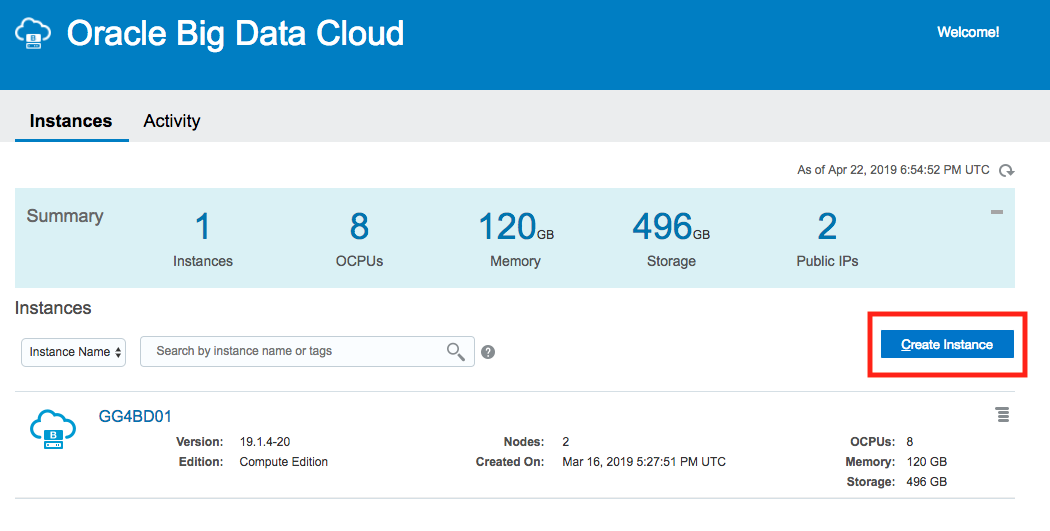 Oracle Big Data Cloud
Welcome!
Instances Activity
As of Apr 22, 2019 6:54:52 PM UTC
Summary 1 8 120GB 496GB 2
Instances OCPUs Memory Storage Public IPs
Instances
Instance Name Search by instance name or tags ? Create Instance
B GG4BD01
Version: 19.1.4-20 Nodes: 2 OCPUs: 8
Edition: Compute Edition Created On: Mar 16, 2019 5:27:51 PM UTC Memory: 120 GB
Storage: 496 GB